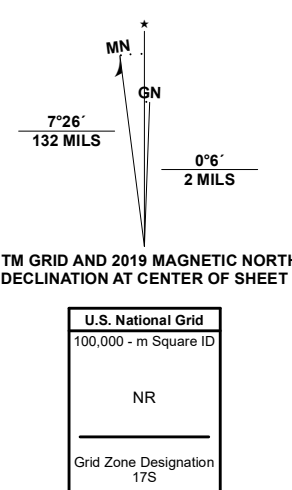 MN
GN
7°26´
132 MILS
0°6´
2 MILS
TM GRID AND 2019 MAGNETIC NORTH
DECLINATION AT CENTER OF SHEET
U.S. National Grid
100,000 - m Square ID
NR
Grid Zone Designation
17S